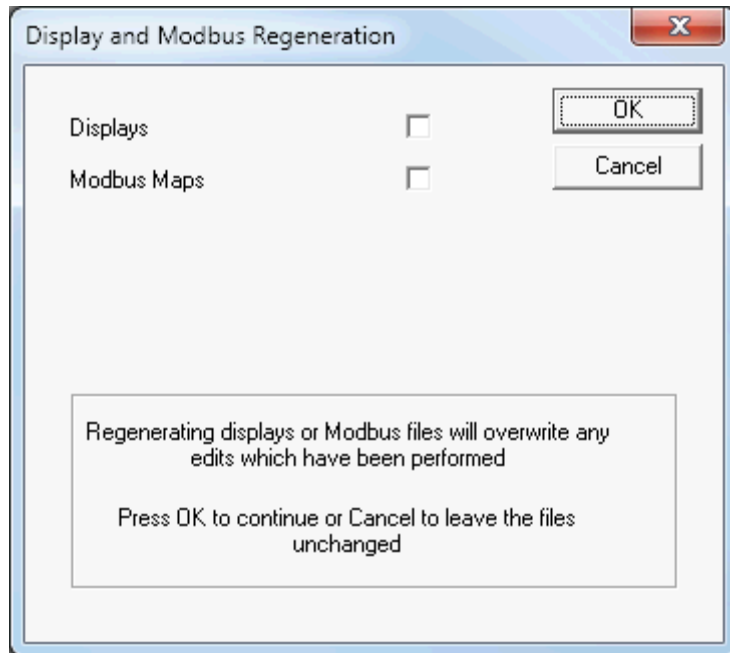 Display and Modbus Regeneration
Displays
OK
Modbus Maps
Cancel
Regenerating displays or Modbus files will overwrite any
edits which have been performed
Press OK to continue or Cancel to leave the files
unchanged